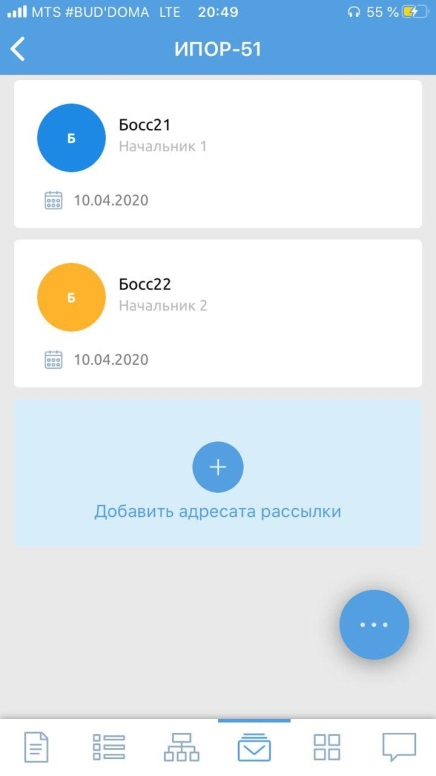 MTS #BUD'DOMA LTE 20:49 55 %
ИПОР-51
Б
Босс21
Начальник 1
10.04.2020
Б
Босс22
Начальник 2
10.04.2020
Добавить адресата рассылки